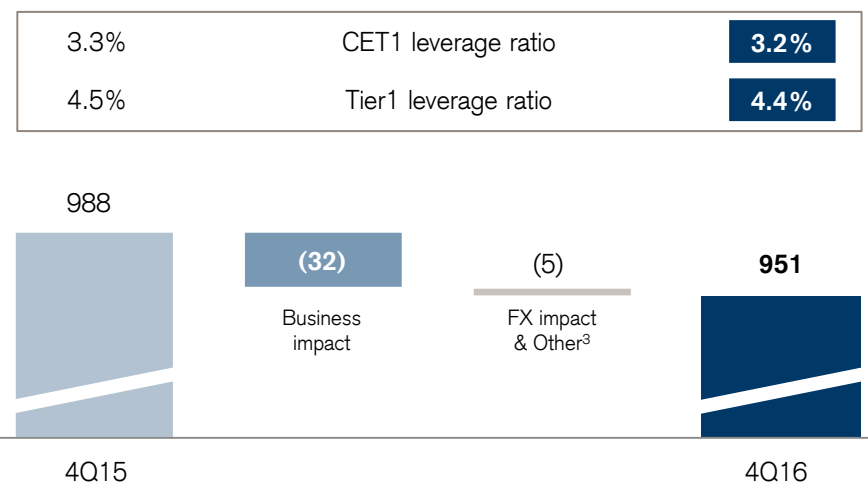 3.3% CET1 leverage ratio 3.2%
4.5% Tier1 leverage ratio 4.4%
988
(32)
(5)
951
Business
impact
FX impact
& Other³
4Q15
4Q16